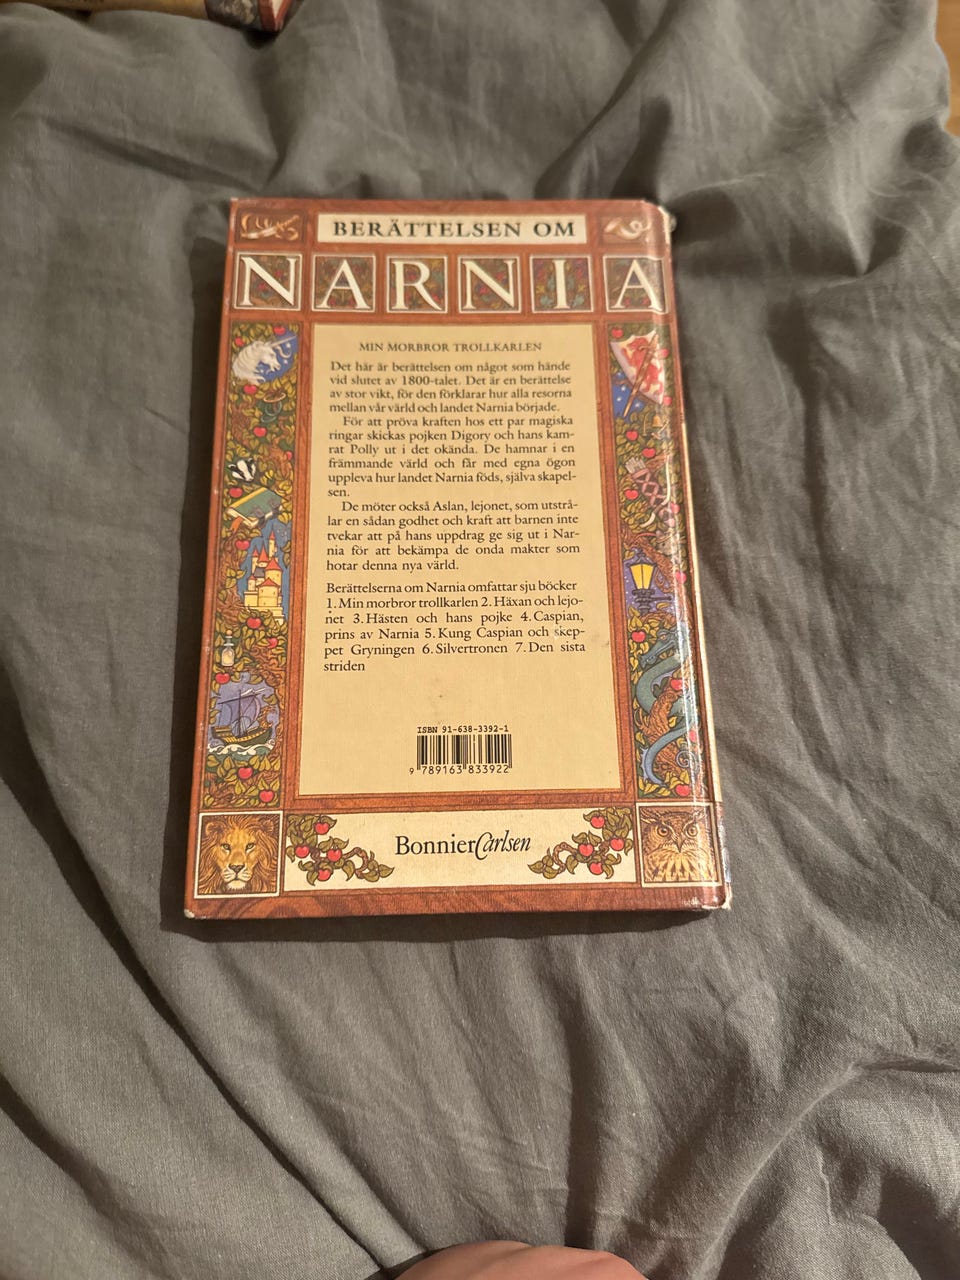 BERÄTTELSEN OM
NARNIA
MIN MORBROR TROLLKARLEN
Det här är berättelsen om något som hände
vid slutet av 1800-talet. Det är en berättelse
av stor vikt, för den förklarar hur alla resorna
mellan vår värld och landet Narnia började.
För att pröva kraften hos ett par magiska
ringar skickas pojken Digory och hans kam-
rat Polly ut i det okända. De hamnar i en
främmande värld och får med egna ögon
uppleva hur landet Narnia föds, själva skapel-
sen.
De möter också Aslan, lejonet, som utstrå-
lar en sådan godhet och kraft att barnen inte
tvekar att på hans uppdrag ge sig ut i Nar-
nia för att bekämpa de onda makter som
hotar denna nya värld.
Berättelserna om Narnia omfattar sju böcker
1. Min morbror trollkarlen 2. Häxan och lejo-
net 3. Hästen och hans pojke 4. Caspian,
prins av Narnia 5. Kung Caspian och skep-
pet Gryningen 6. Silvertronen 7. Den sista
striden
ISBN 91-638-3392-1
9 789163 833922
BonnierCarlsen